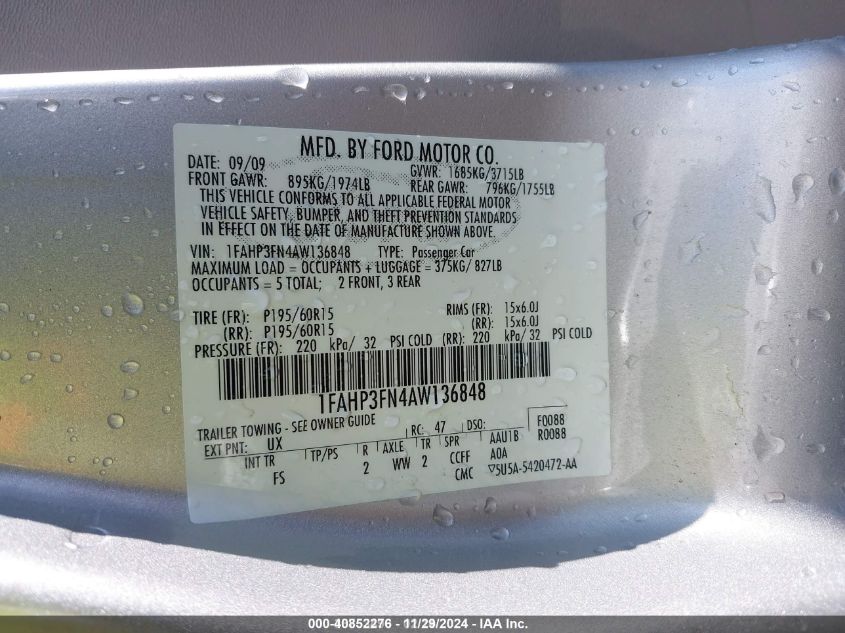 MFD. BY FORD MOTOR CO.
DATE: 09/09 GVWR: 1685KG/3715LB
FRONT GAWR: 895KG/1974LB REAR GAWR: 796KG/1755LB
THIS VEHICLE CONFORMS TO ALL APPLICABLE FEDERAL MOTOR
VEHICLE SAFETY, BUMPER, AND THEFT PREVENTION STANDARDS
IN EFFECT ON THE DATE OF MANUFACTURE SHOWN ABOVE.
VIN: 1FAHP3FN4AW136848 TYPE: Passenger Car
MAXIMUM LOAD = OCCUPANTS + LUGGAGE = 375KG/ 827LB
OCCUPANTS = 5 TOTAL; 2 FRONT, 3 REAR
TIRE (FR): P195/60R15 RIMS (FR): 15x6.0J
(RR): P195/60R15 (RR): 15x6.0J
PRESSURE (FR): 220 kPa/ 32 PSI COLD (RR): 220 kPa/ 32 PSI COLD
1FAHP3FN4AW136848
TRAILER TOWING - SEE OWNER GUIDE
EXT PNT: UX RC: 47 DSO: F0088
R0088
INT TR TP/PS R AXLE TR SPR AAU1B
FS 2 WW 2 CCFF A0A
CMC 5U5A-5420472-AA
000-40852276 - 11/29/2024 - IAA Inc.